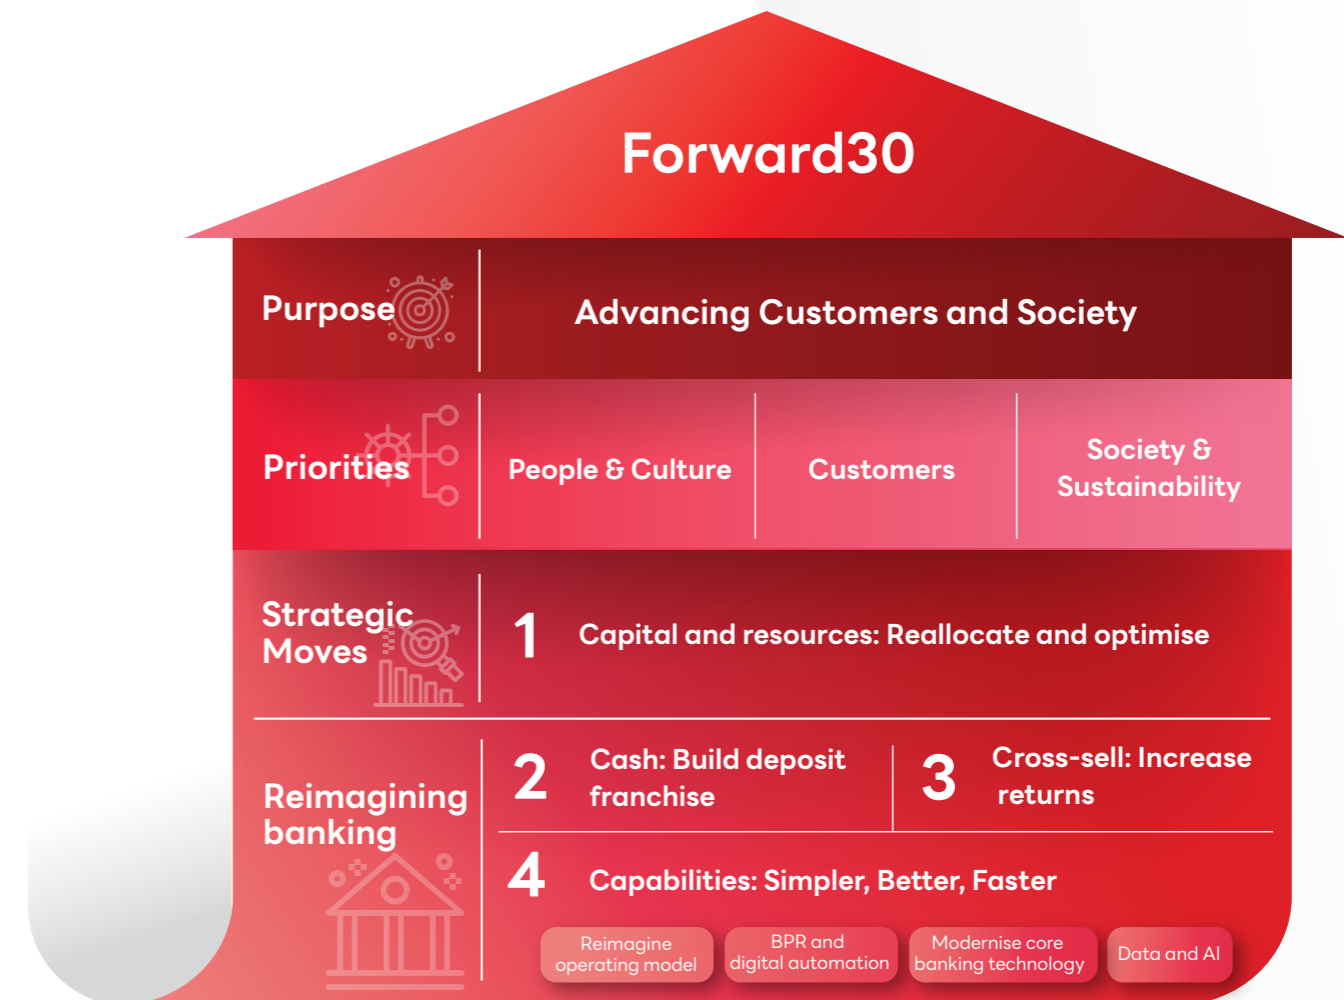 Forward30
Purpose
Advancing Customers and Society
Priorities
People & Culture
Customers
Society &
Sustainability
Strategic
Moves
1
Capital and resources: Reallocate and optimise
Reimagining
banking
2
Cash: Build deposit
franchise
3
Cross-sell: Increase
returns
4
Capabilities: Simpler, Better, Faster
Reimagine
operating model
BPR and
digital automation
Modernise core
banking technology
Data and AI